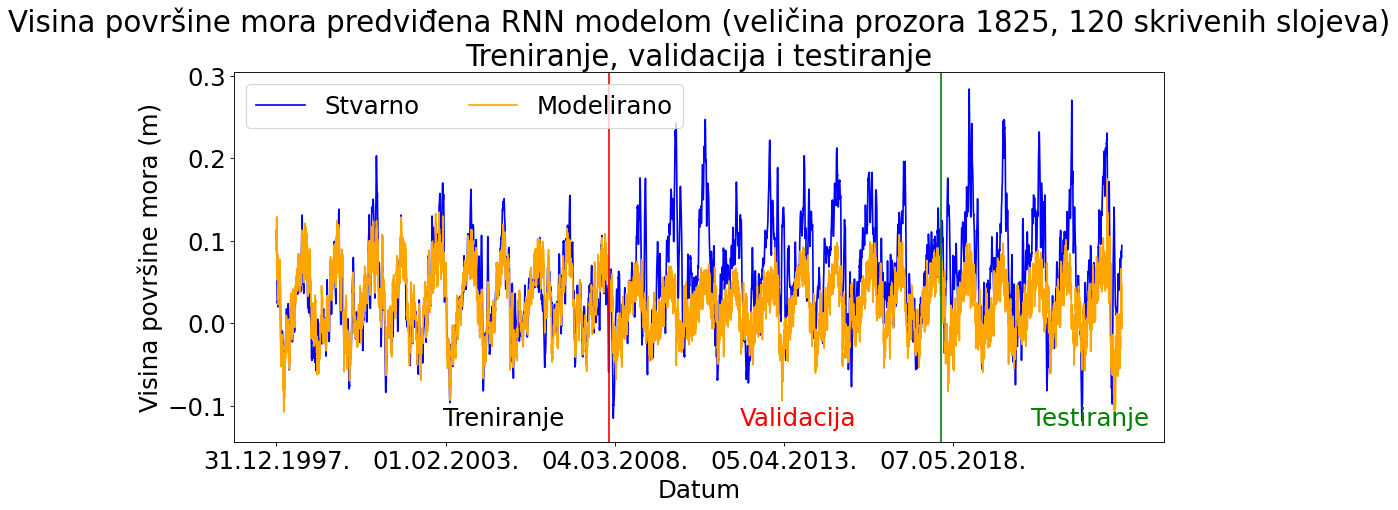 Visina površine mora predviđena RNN modelom (veličina prozora 1825, 120 skrivenih slojeva)
Treniranje, validacija i testiranje
Stvarno
Modelirano
Visina površine mora (m)
0.3
0.2
0.1
0.0
−0.1
Treniranje
Validacija
Testiranje
31.12.1997.
01.02.2003.
04.03.2008.
05.04.2013.
07.05.2018.
Datum